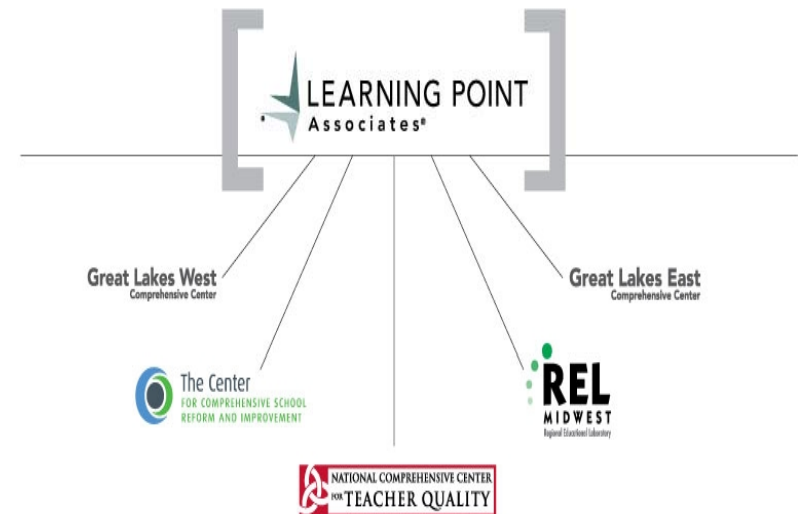 LEARNING POINT
Associates®
Great Lakes West
Comprehensive Center
Great Lakes East
Comprehensive Center
The Center
FOR COMPREHENSIVE SCHOOL
REFORM AND IMPROVEMENT
REL
MIDWEST
Regional Educational Laboratory
NATIONAL COMPREHENSIVE CENTER
FOR TEACHER QUALITY